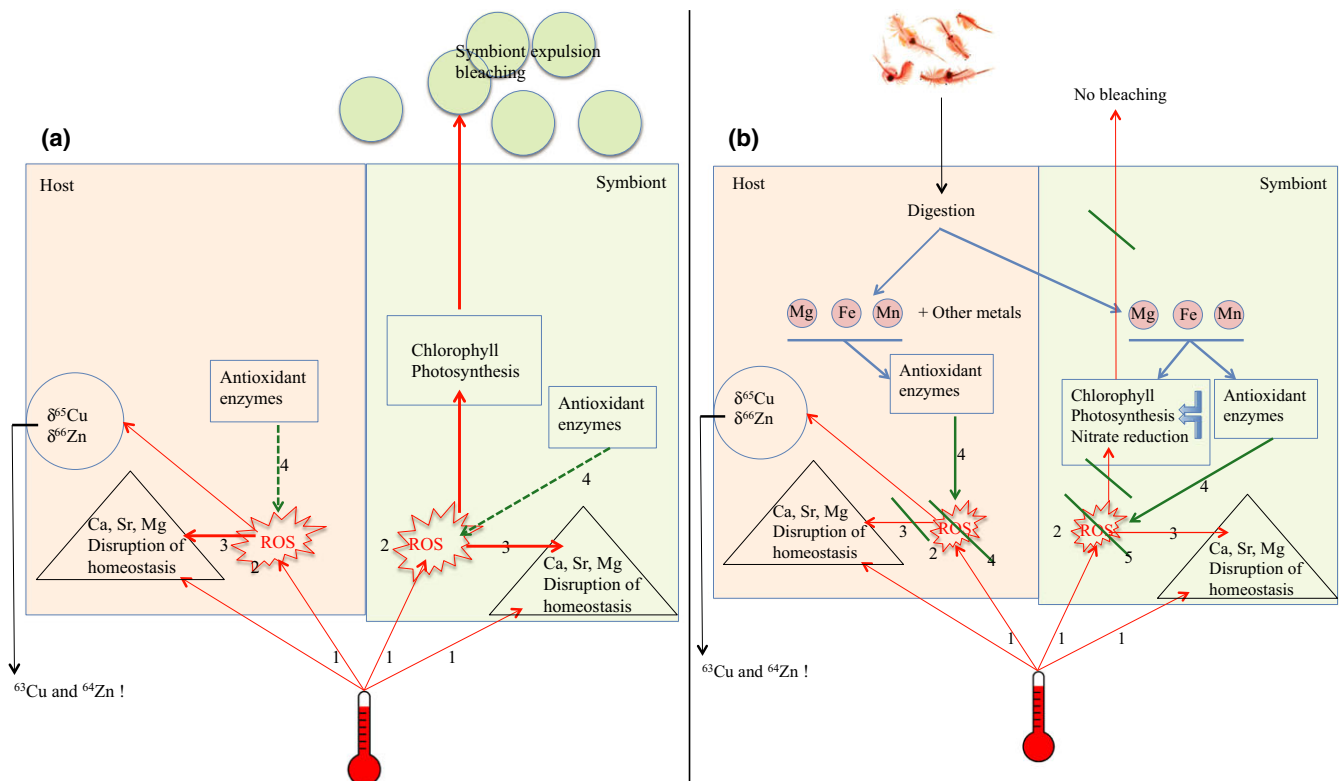 (a)
Symbiont expulsion
bleaching
Host
Symbiont
Chlorophyll
Photosynthesis
Antioxidant
enzymes
Antioxidant
enzymes
δ⁶⁵Cu
δ⁶⁶Zn
4
4
Ca, Sr, Mg
Disruption of
homeostasis
3
ROS
2
2
ROS
3
Ca, Sr, Mg
Disruption of
homeostasis
1
1
1
⁶³Cu and ⁶⁴Zn !
(b)
No bleaching
Host
Symbiont
Digestion
Mg
Fe
Mn
+ Other metals
Mg
Fe
Mn
Antioxidant
enzymes
Chlorophyll
Photosynthesis
Nitrate reduction
Antioxidant
enzymes
δ⁶⁵Cu
δ⁶⁶Zn
4
4
Ca, Sr, Mg
Disruption of
homeostasis
3
ROS
2
4
2
ROS
5
3
Ca, Sr, Mg
Disruption of
homeostasis
1
1
1
⁶³Cu and ⁶⁴Zn !